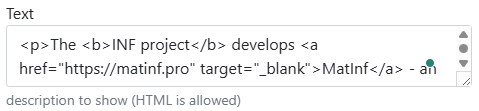 Text
<p>The <b>INF project</b> develops <a
href="https://matinf.pro" target="_blank">MatInf</a> - an
description to show (HTML is allowed)